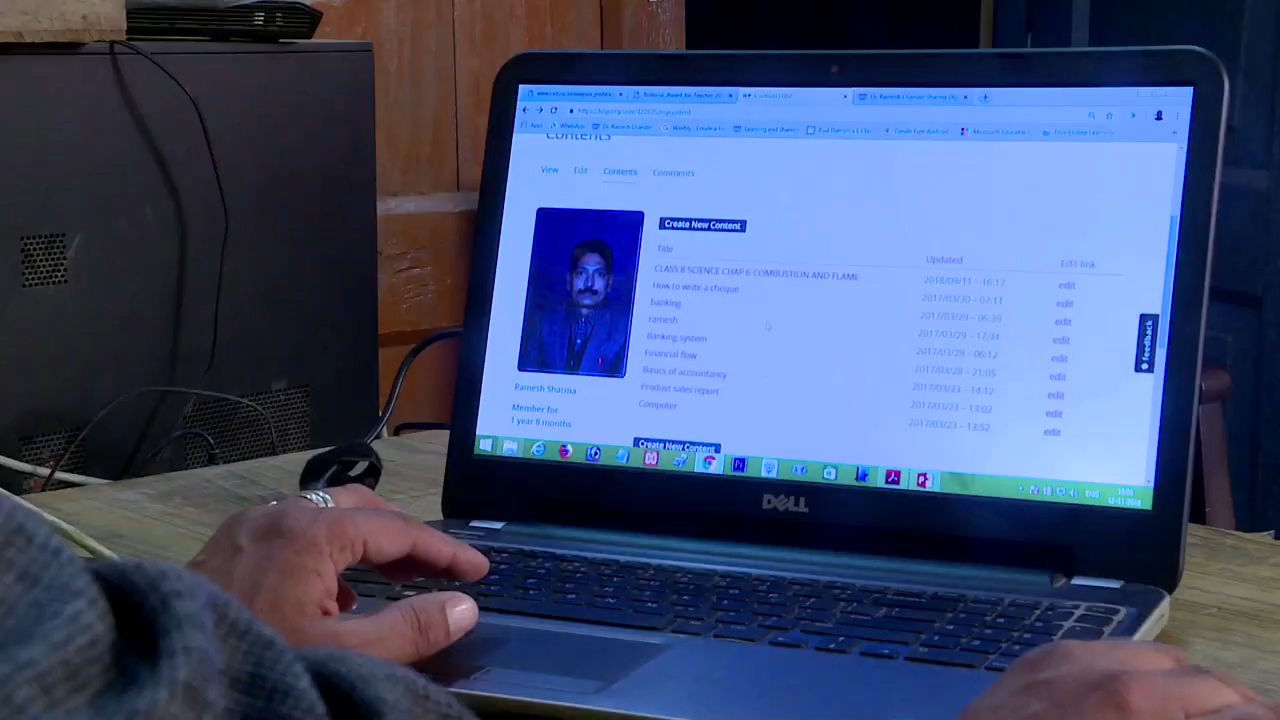 Apps WhatsApp Dr. Ramesh Chander
Contents
View Edit Contents Comments
Create New Content
Title Updated Edit link
CLASS 8 SCIENCE CHAP 6 COMBUSTION AND FLAME 2018/09/11 - 16:17 edit
How to write a cheque 2017/03/30 - 07:11 edit
banking 2017/03/29 - 06:39 edit
ramesh 2017/03/29 - 17:34 edit
Banking system 2017/03/29 - 06:12 edit
Financial flow 2017/03/28 - 21:05 edit
Basics of accountancy 2017/03/23 - 14:12 edit
Product sales report 2017/03/23 - 13:02 edit
Computer 2017/03/23 - 13:52 edit
Ramesh Sharma
Member for
1 year 8 months
Create New Content
feedback
DELL